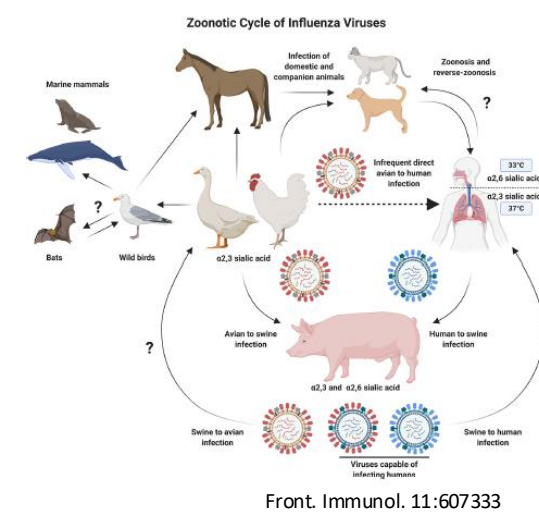 Zoonotic Cycle of Influenza Viruses
Infection of
domestic and
companion animals
Zoonosis and
reverse-zoonosis
Marine mammals
?
33°C
α2,6 sialic acid
α2,3 sialic acid
37°C
Infrequent direct
avian to human
infection
?
Bats
Wild birds
α2,3 sialic acid
Avian to swine
infection
Human to swine
infection
?
α2,3 and α2,6 sialic acid
Swine to avian
infection
Swine to human
infection
Viruses capable of
infecting humans
Front. Immunol. 11:607333